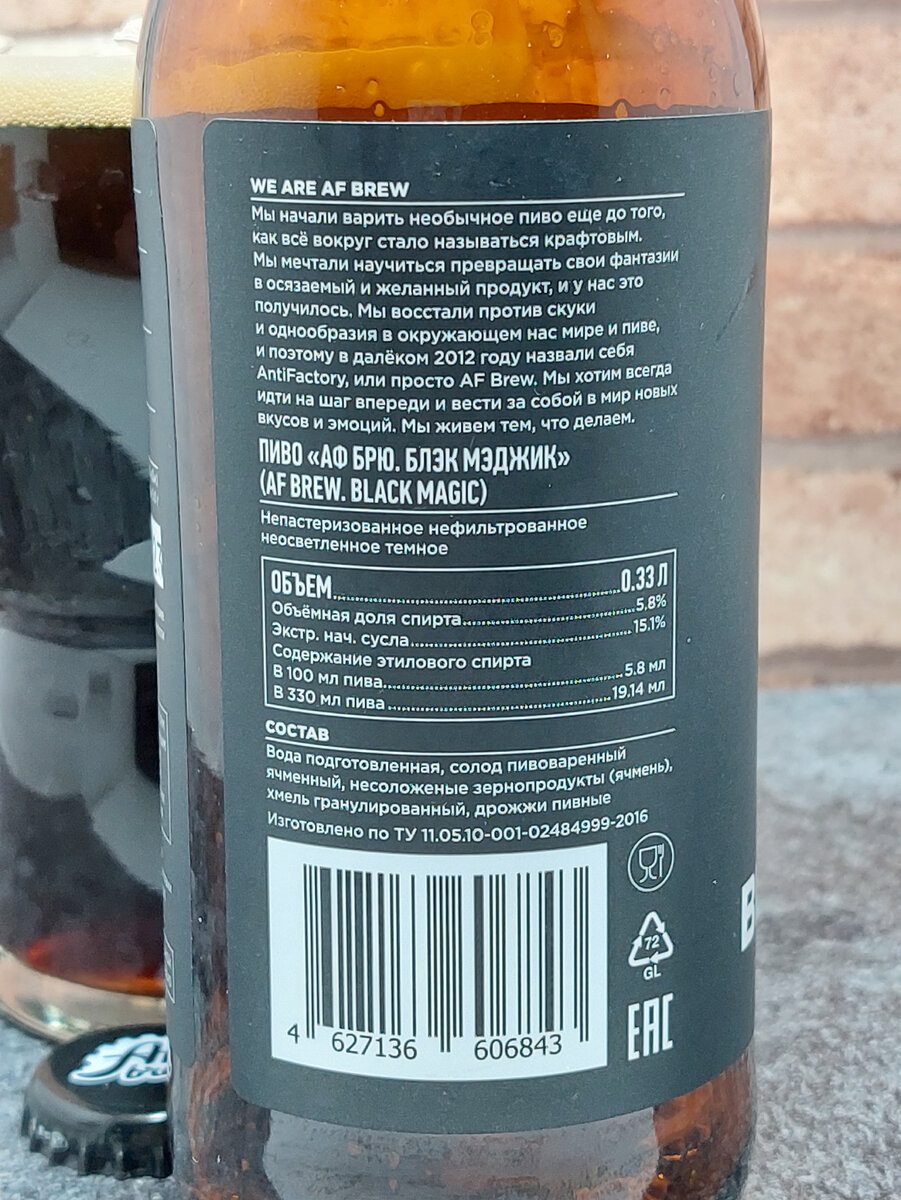 WE ARE AF BREW
Мы начали варить необычное пиво еще до того,
как всё вокруг стало называться крафтовым.
Мы мечтали научиться превращать свои фантазии
в осязаемый и желанный продукт, и у нас это
получилось. Мы восстали против скуки
и однообразия в окружающем нас мире и пиве,
и поэтому в далёком 2012 году назвали себя
AntiFactory, или просто AF Brew. Мы хотим всегда
идти на шаг впереди и вести за собой в мир новых
вкусов и эмоций. Мы живем тем, что делаем.
ПИВО «АФ БРЮ. БЛЭК МЭДЖИК»
(AF BREW. BLACK MAGIC)
Непастеризованное нефильтрованное
неосветленное темное
ОБЪЕМ 0.33 Л
Объёмная доля спирта 5.8%
Экстр. нач. сусла 15.1%
Содержание этилового спирта
В 100 мл пива 5.8 мл
В 330 мл пива 19.14 мл
СОСТАВ
Вода подготовленная, солод пивоваренный
ячменный, несоложеные зернопродукты (ячмень),
хмель гранулированный, дрожжи пивные
Изготовлено по ТУ 11.05.10-001-02484999-2016
72
GL
EAC
4 627136 606843